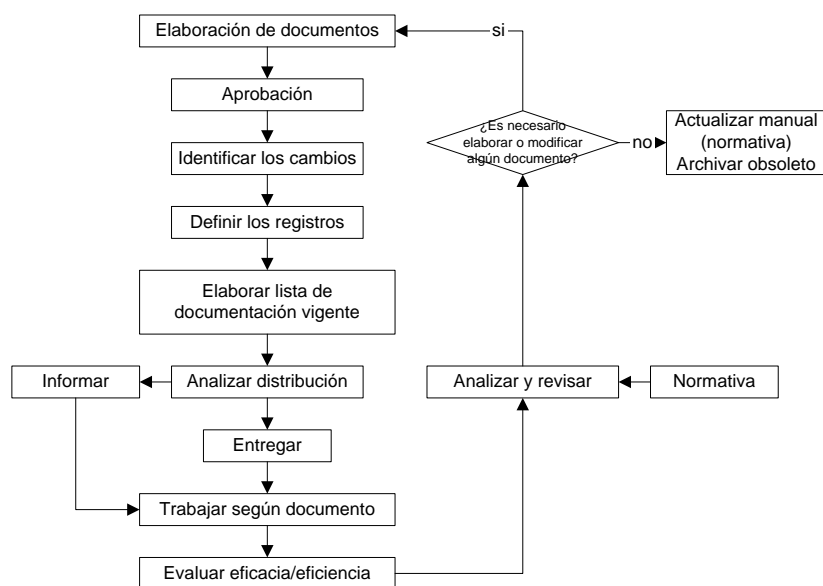 Elaboración de documentos
si
Aprobación
¿Es necesario
elaborar o modificar
algún documento?
no
Actualizar manual
(normativa)
Archivar obsoleto
Identificar los cambios
Definir los registros
Elaborar lista de
documentación vigente
Informar
Analizar distribución
Analizar y revisar
Normativa
Entregar
Trabajar según documento
Evaluar eficacia/eficiencia